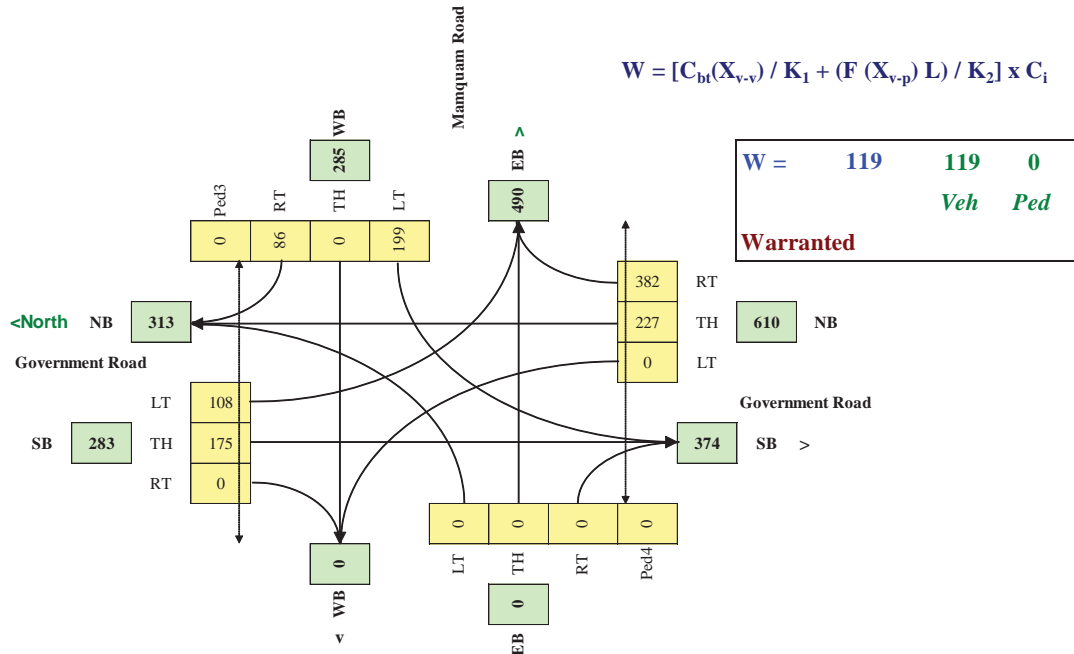 Mamquam Road
W = [Cbt(Xv-v) / K1 + (F (Xv-p) L) / K2] x Ci
W = 119 119 0
Veh Ped
Warranted
WB
285
Ped3 RT TH LT
0 86 0 199
EB >
490
382 RT
227 TH 610 NB
0 LT
<North NB 313
Government Road
LT 108
SB 283 TH 175
RT 0
Government Road
374 SB >
0 0 0 0
LT TH RT Ped4
0
WB
v
0
EB